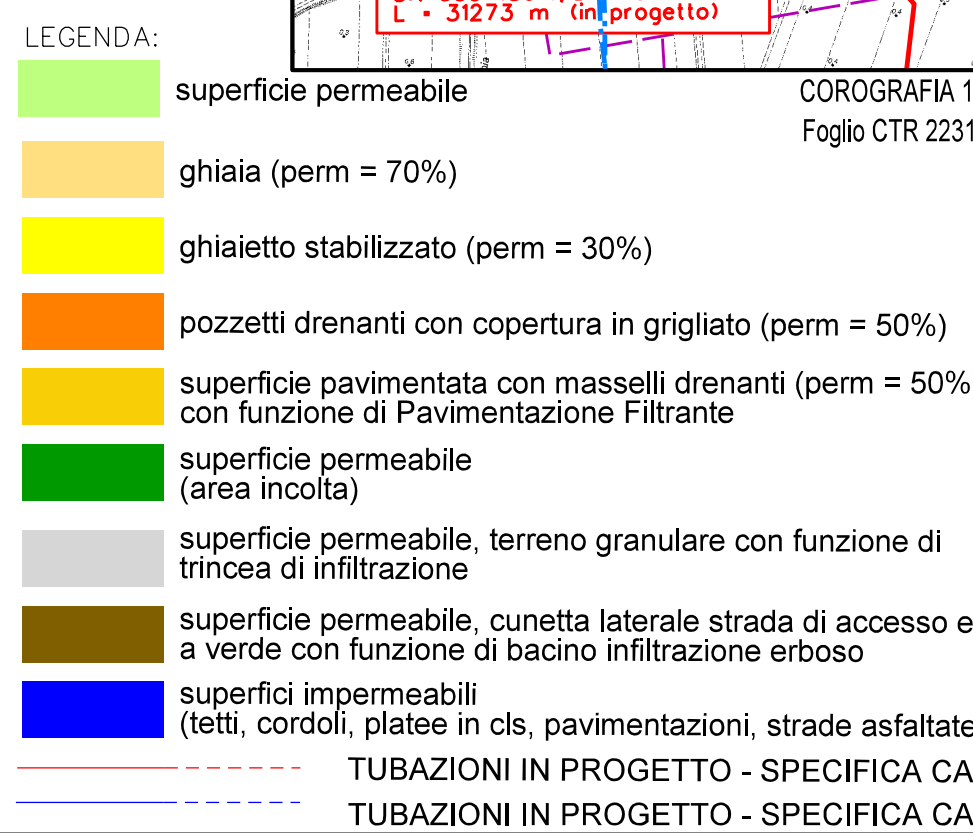 L = 31273 m (in progetto)
LEGENDA:
superficie permeabile
COROGRAFIA 1
Foglio CTR 2231
ghiaia (perm = 70%)
ghiaietto stabilizzato (perm = 30%)
pozzetti drenanti con copertura in grigliato (perm = 50%)
superficie pavimentata con masselli drenanti (perm = 50%
con funzione di Pavimentazione Filtrante
superficie permeabile
(area incolta)
superficie permeabile, terreno granulare con funzione di
trincea di infiltrazione
superficie permeabile, cunetta laterale strada di accesso e
a verde con funzione di bacino infiltrazione erboso
superfici impermeabili
(tetti, cordoli, platee in cls, pavimentazioni, strade asfaltate
TUBAZIONI IN PROGETTO - SPECIFICA CA
TUBAZIONI IN PROGETTO - SPECIFICA CA